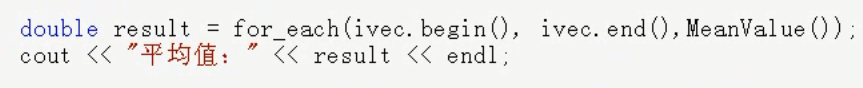 double result = for_each(ivec.begin(), ivec.end(),MeanValue());
cout << "平均值：" << result << endl;